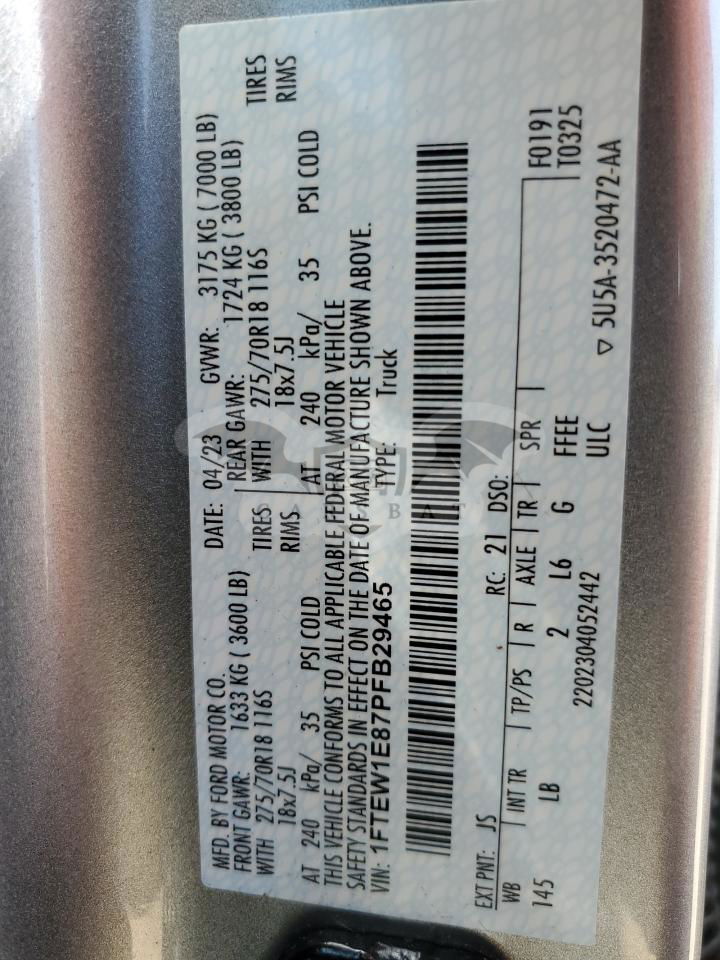 MFD. BY FORD MOTOR CO. DATE: 04/23 GVWR: 3175 KG ( 7000 LB)
FRONT GAWR: 1633 KG ( 3600 LB) REAR GAWR: 1724 KG ( 3800 LB)
WITH 275/70R18 116S TIRES WITH 275/70R18 116S TIRES
18x7.5J RIMS 18x7.5J RIMS
AT 240 kPa/ 35 PSI COLD AT 240 kPa/ 35 PSI COLD
THIS VEHICLE CONFORMS TO ALL APPLICABLE FEDERAL MOTOR VEHICLE
SAFETY STANDARDS IN EFFECT ON THE DATE OF MANUFACTURE SHOWN ABOVE.
VIN: 1FTEW1E87PFB29465 TYPE: Truck
EXT PNT: JS RC: 21 DSO: F0191
WB INT TR TP/PS R AXLE TR SPR T0325
145 LB 2 L6 G FFEE
2202304052442 ULC
5U5A-3520472-AA